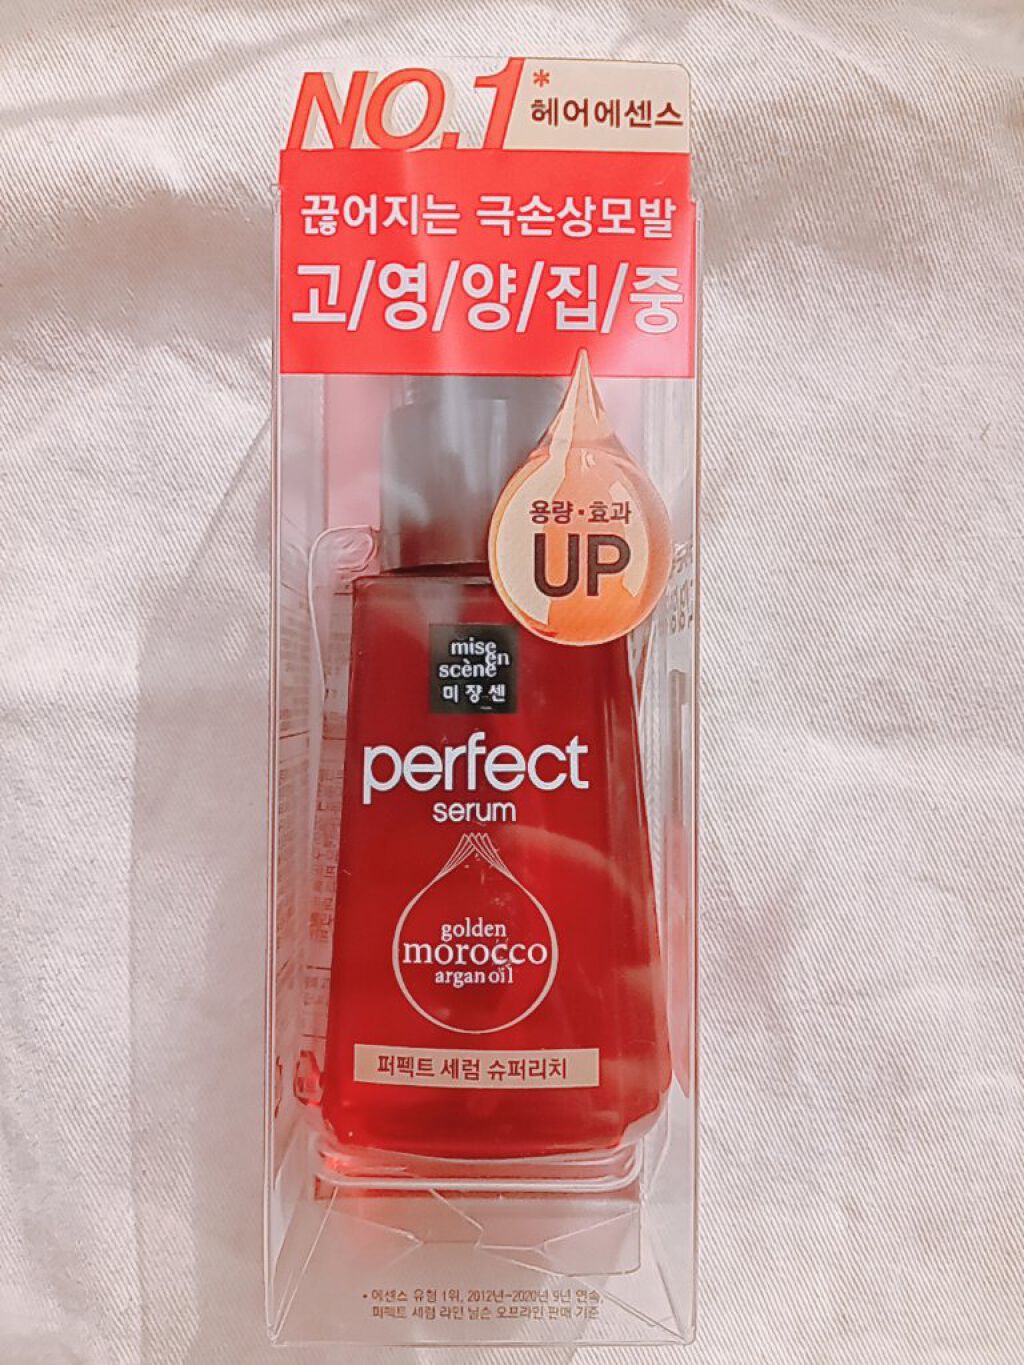 NO.1*
헤어에센스
끊어지는 극손상모발
고/영/양/집/중
용량·효과
UP
mise
en
scène
미쟝센
perfect
serum
golden
morocco
argan oil
퍼펙트 세럼 슈퍼리치
* 에센스 유형 1위, 2012년-2020년 9년 연속,
퍼펙트 세럼 라인 닐슨 오프라인 판매 기준